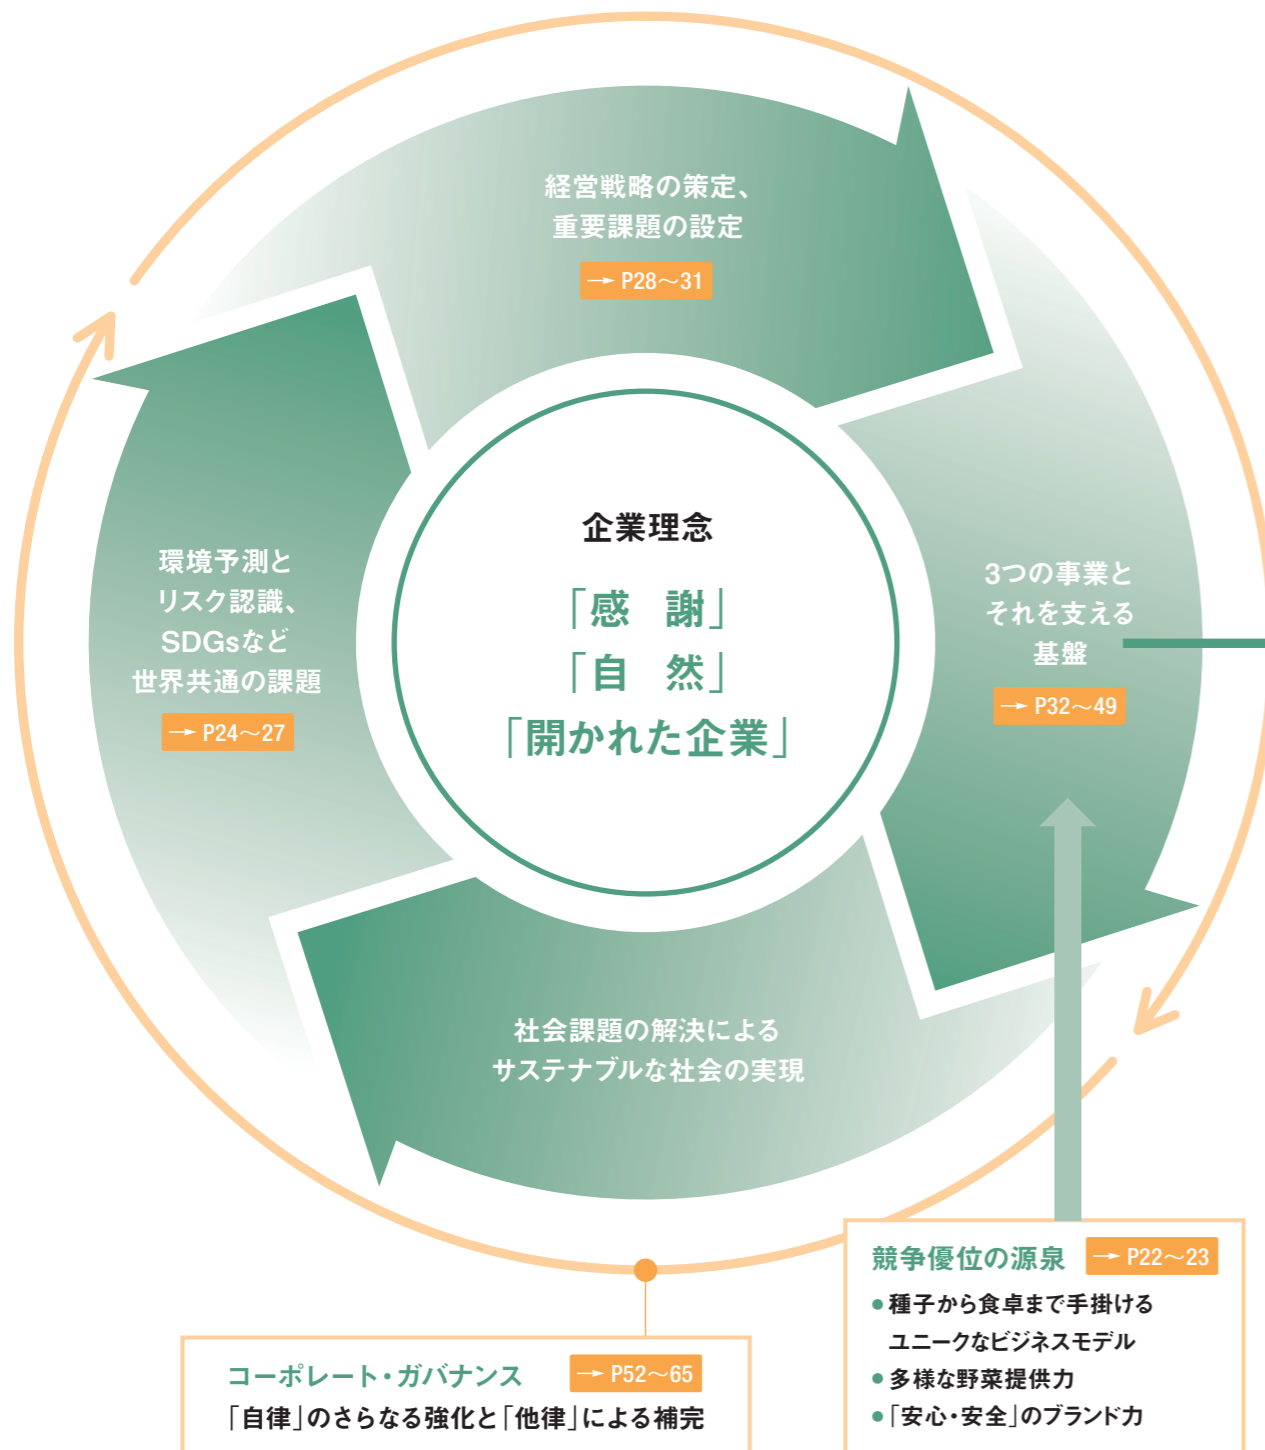 経営戦略の策定、
重要課題の設定
→ P28〜31
環境予測と
リスク認識、
SDGsなど
世界共通の課題
→ P24〜27
企業理念
「感 謝」
「自 然」
「開かれた企業」
3つの事業と
それを支える
基盤
→ P32〜49
社会課題の解決による
サステナブルな社会の実現
コーポレート・ガバナンス → P52〜65
「自律」のさらなる強化と「他律」による補完
競争優位の源泉 → P22〜23
● 種子から食卓まで手掛ける
ユニークなビジネスモデル
● 多様な野菜提供力
● 「安心・安全」のブランド力